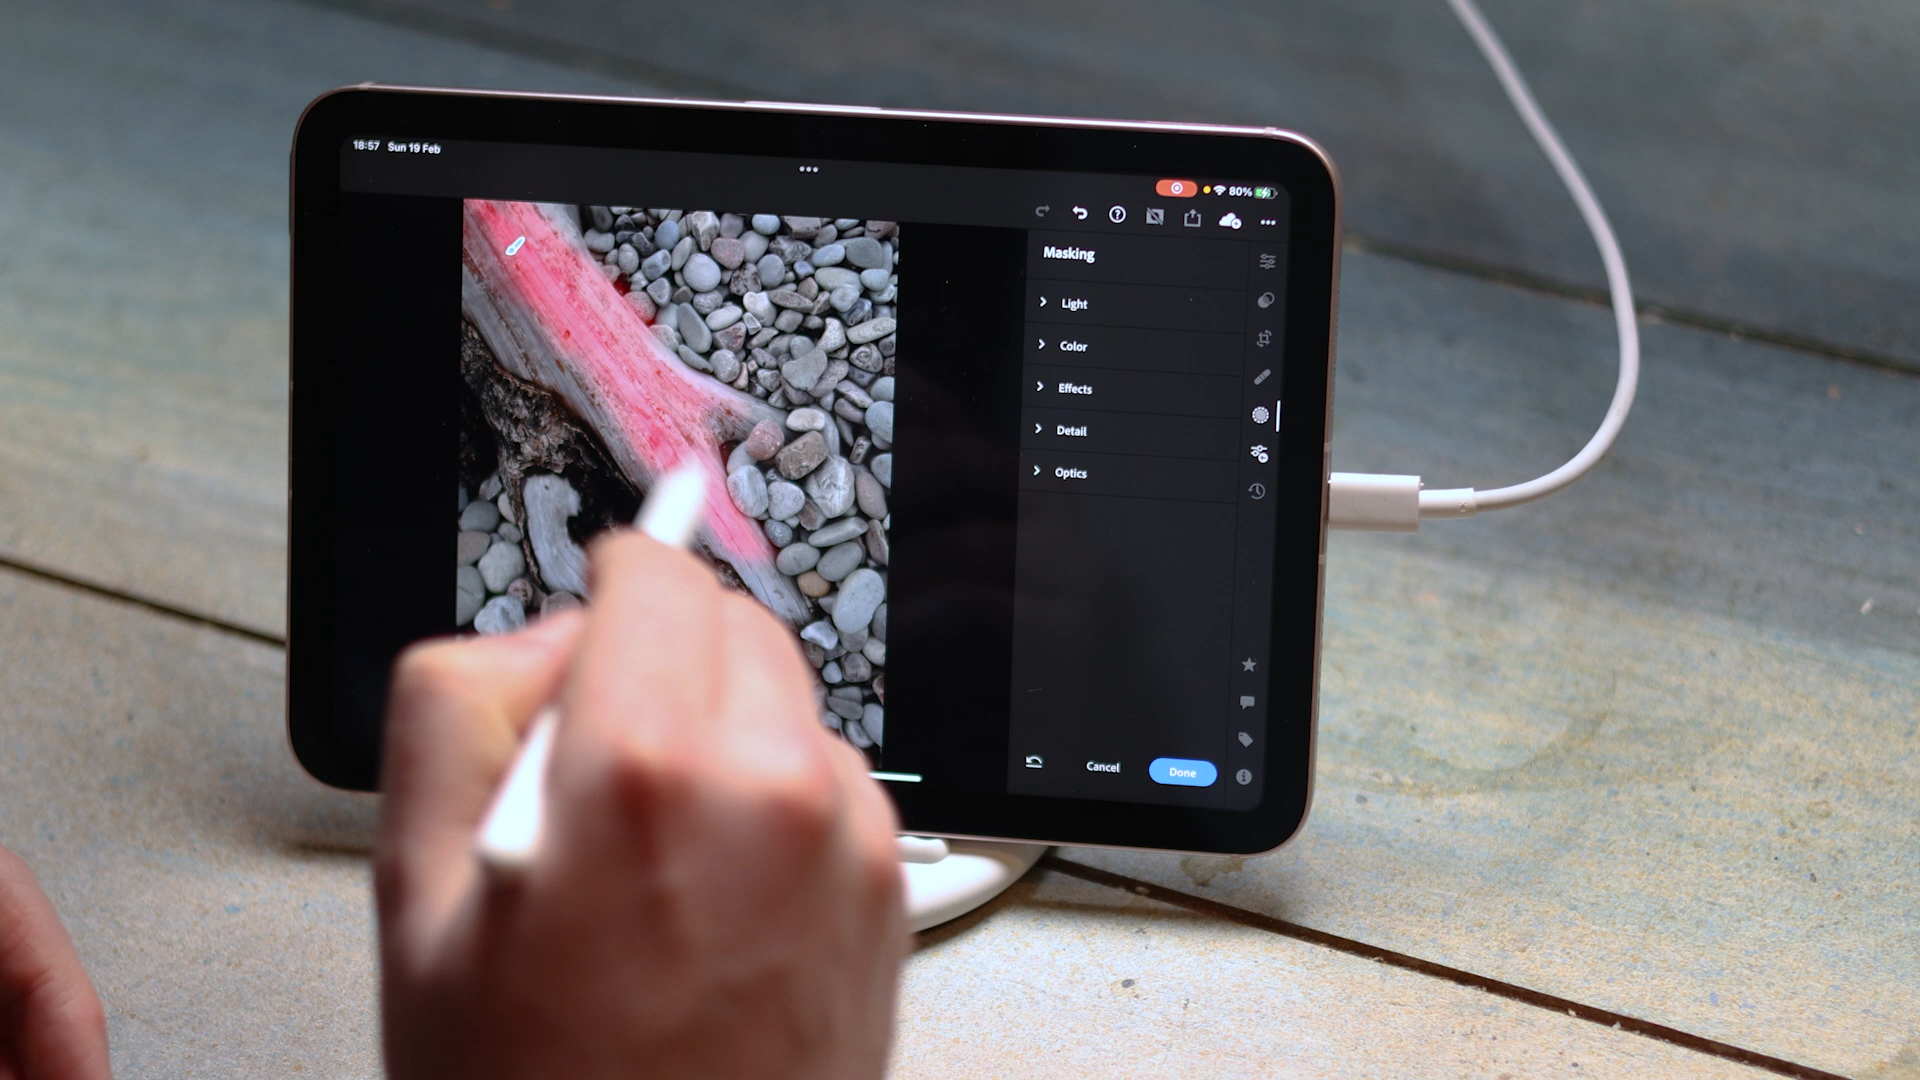 18:57 Sun 19 Feb
80%
Masking
Light
Color
Effects
Detail
Optics
Cancel
Done